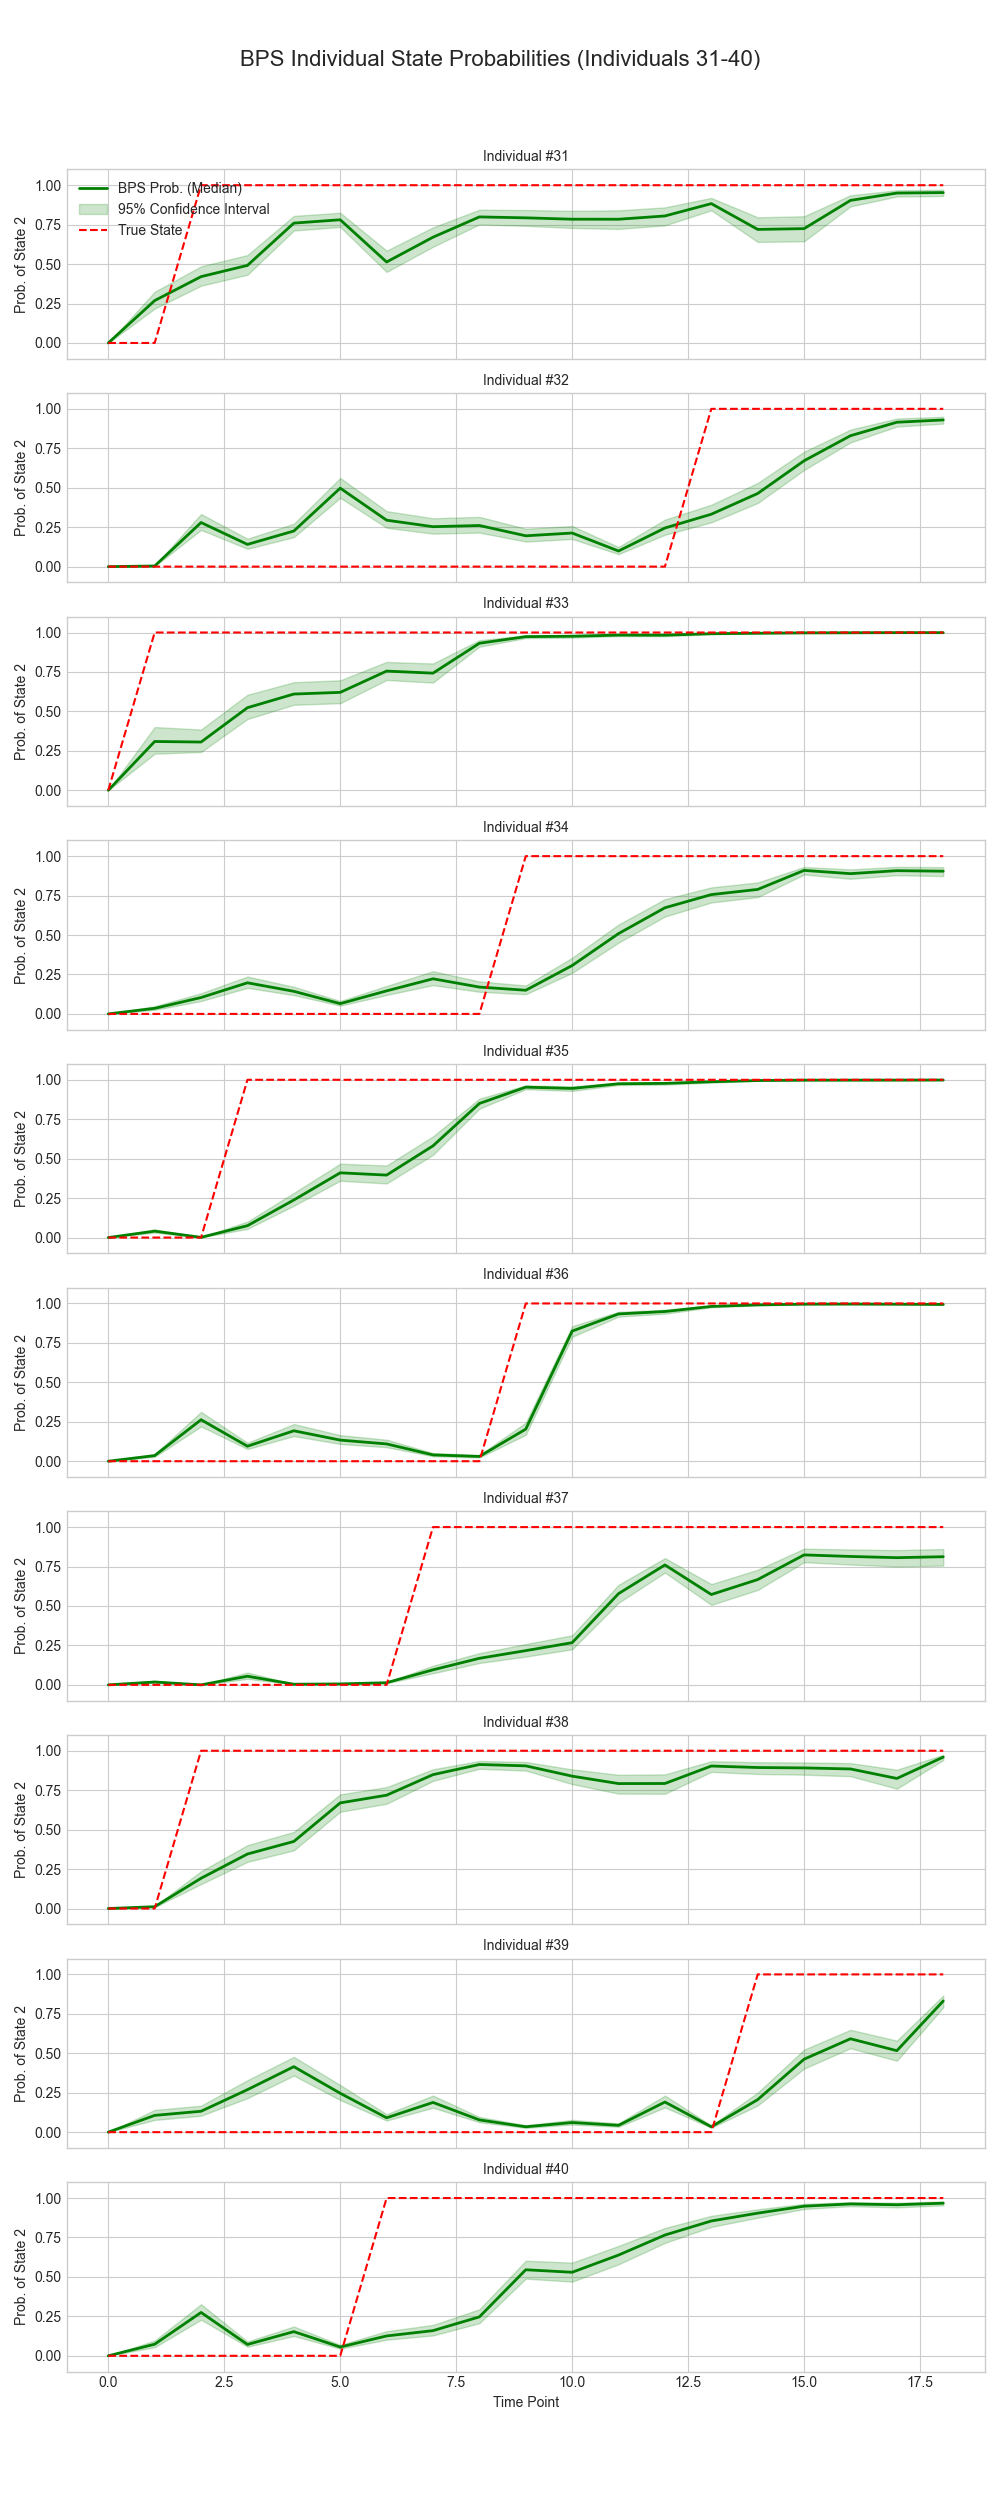 BPS Individual State Probabilities (Individuals 31-40)
Individual #31
Prob. of State 2
1.00
0.75
0.50
0.25
0.00
BPS Prob. (Median)
95% Confidence Interval
True State
Individual #32
Prob. of State 2
1.00
0.75
0.50
0.25
0.00
Individual #33
Prob. of State 2
1.00
0.75
0.50
0.25
0.00
Individual #34
Prob. of State 2
1.00
0.75
0.50
0.25
0.00
Individual #35
Prob. of State 2
1.00
0.75
0.50
0.25
0.00
Individual #36
Prob. of State 2
1.00
0.75
0.50
0.25
0.00
Individual #37
Prob. of State 2
1.00
0.75
0.50
0.25
0.00
Individual #38
Prob. of State 2
1.00
0.75
0.50
0.25
0.00
Individual #39
Prob. of State 2
1.00
0.75
0.50
0.25
0.00
Individual #40
Prob. of State 2
1.00
0.75
0.50
0.25
0.00
0.0 2.5 5.0 7.5 10.0 12.5 15.0 17.5
Time Point